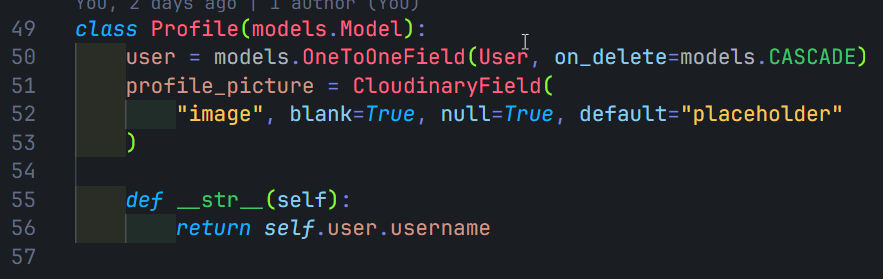 You, 2 days ago | 1 author (You)
49 class Profile(models.Model):
50     user = models.OneToOneField(User, on_delete=models.CASCADE)
51     profile_picture = CloudinaryField(
52         "image", blank=True, null=True, default="placeholder"
53     )
54
55     def __str__(self):
56         return self.user.username
57